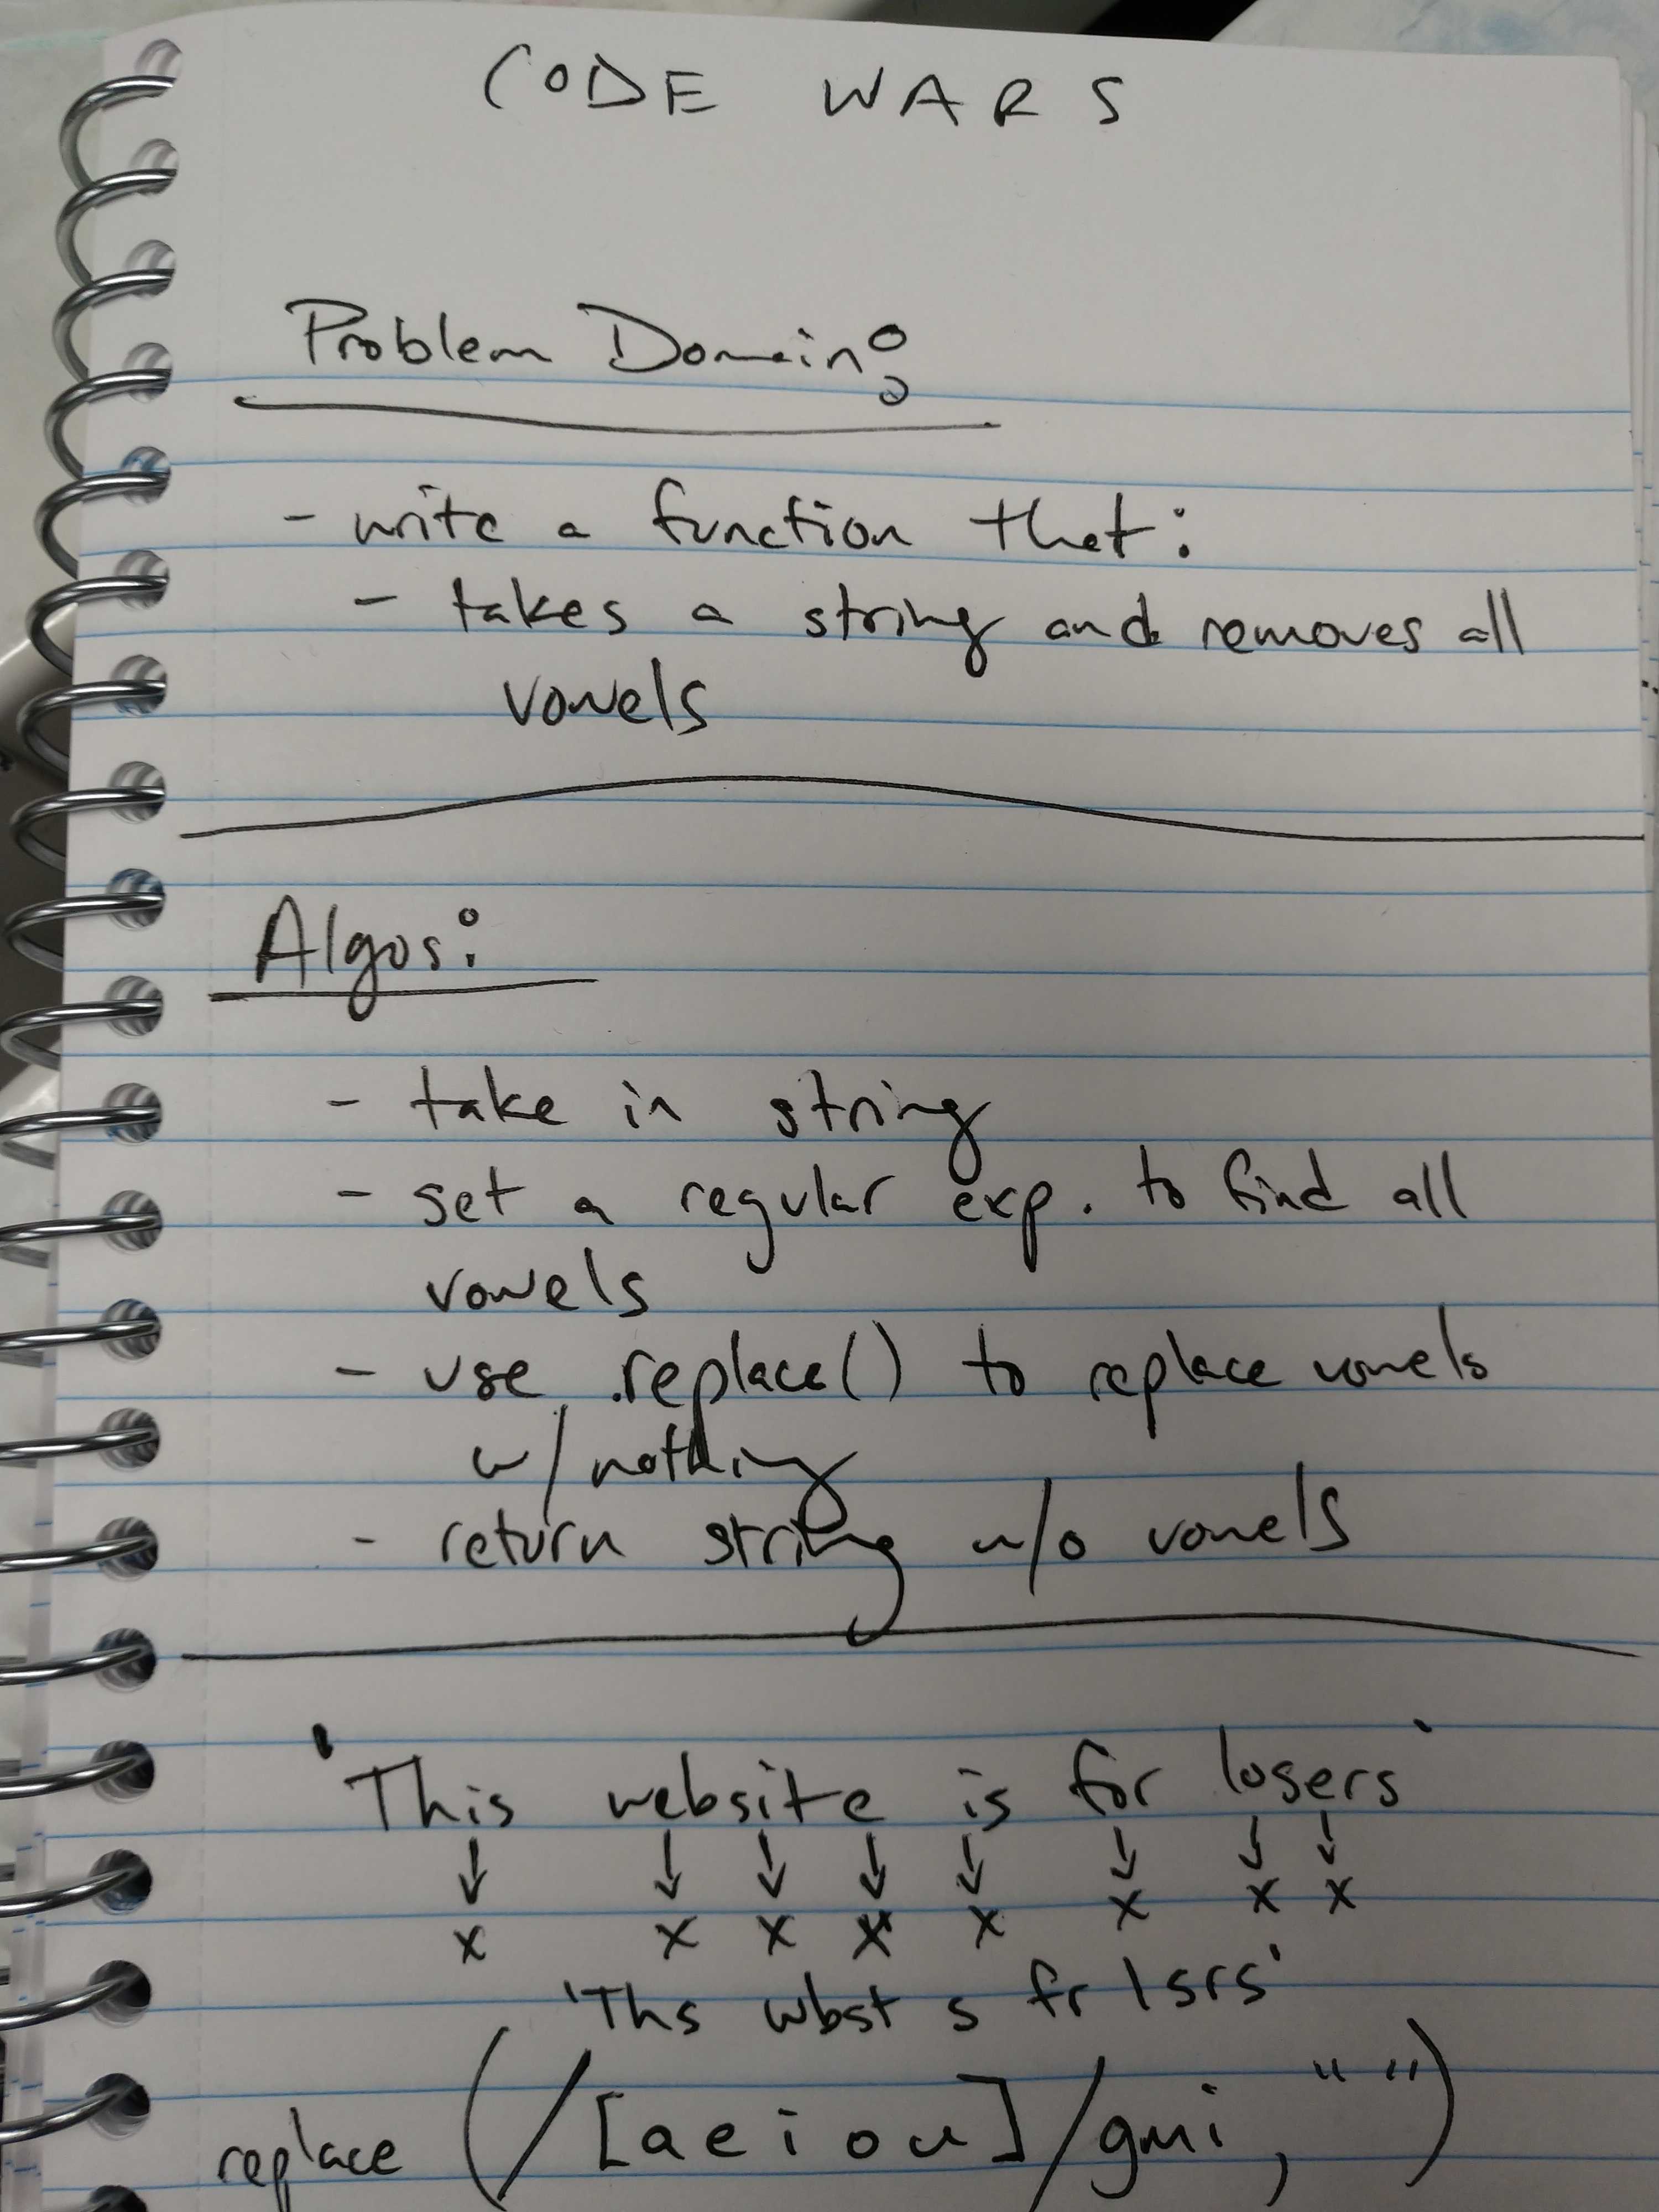 CODE WARS
Problem Domain:
- write a function that:
- takes a string and removes all
vowels
Algos:
- take in string
- set a regular exp. to find all
vowels
- use .replace() to replace vowels
w/ nothing
- return string w/o vowels
'This website is for losers'
↓ ↓ ↓ ↓ ↓ ↓ ↓ ↓
x x x x x x x x
'Ths wbst s fr lsrs'
replace (/[aeiou]/gmi, "")